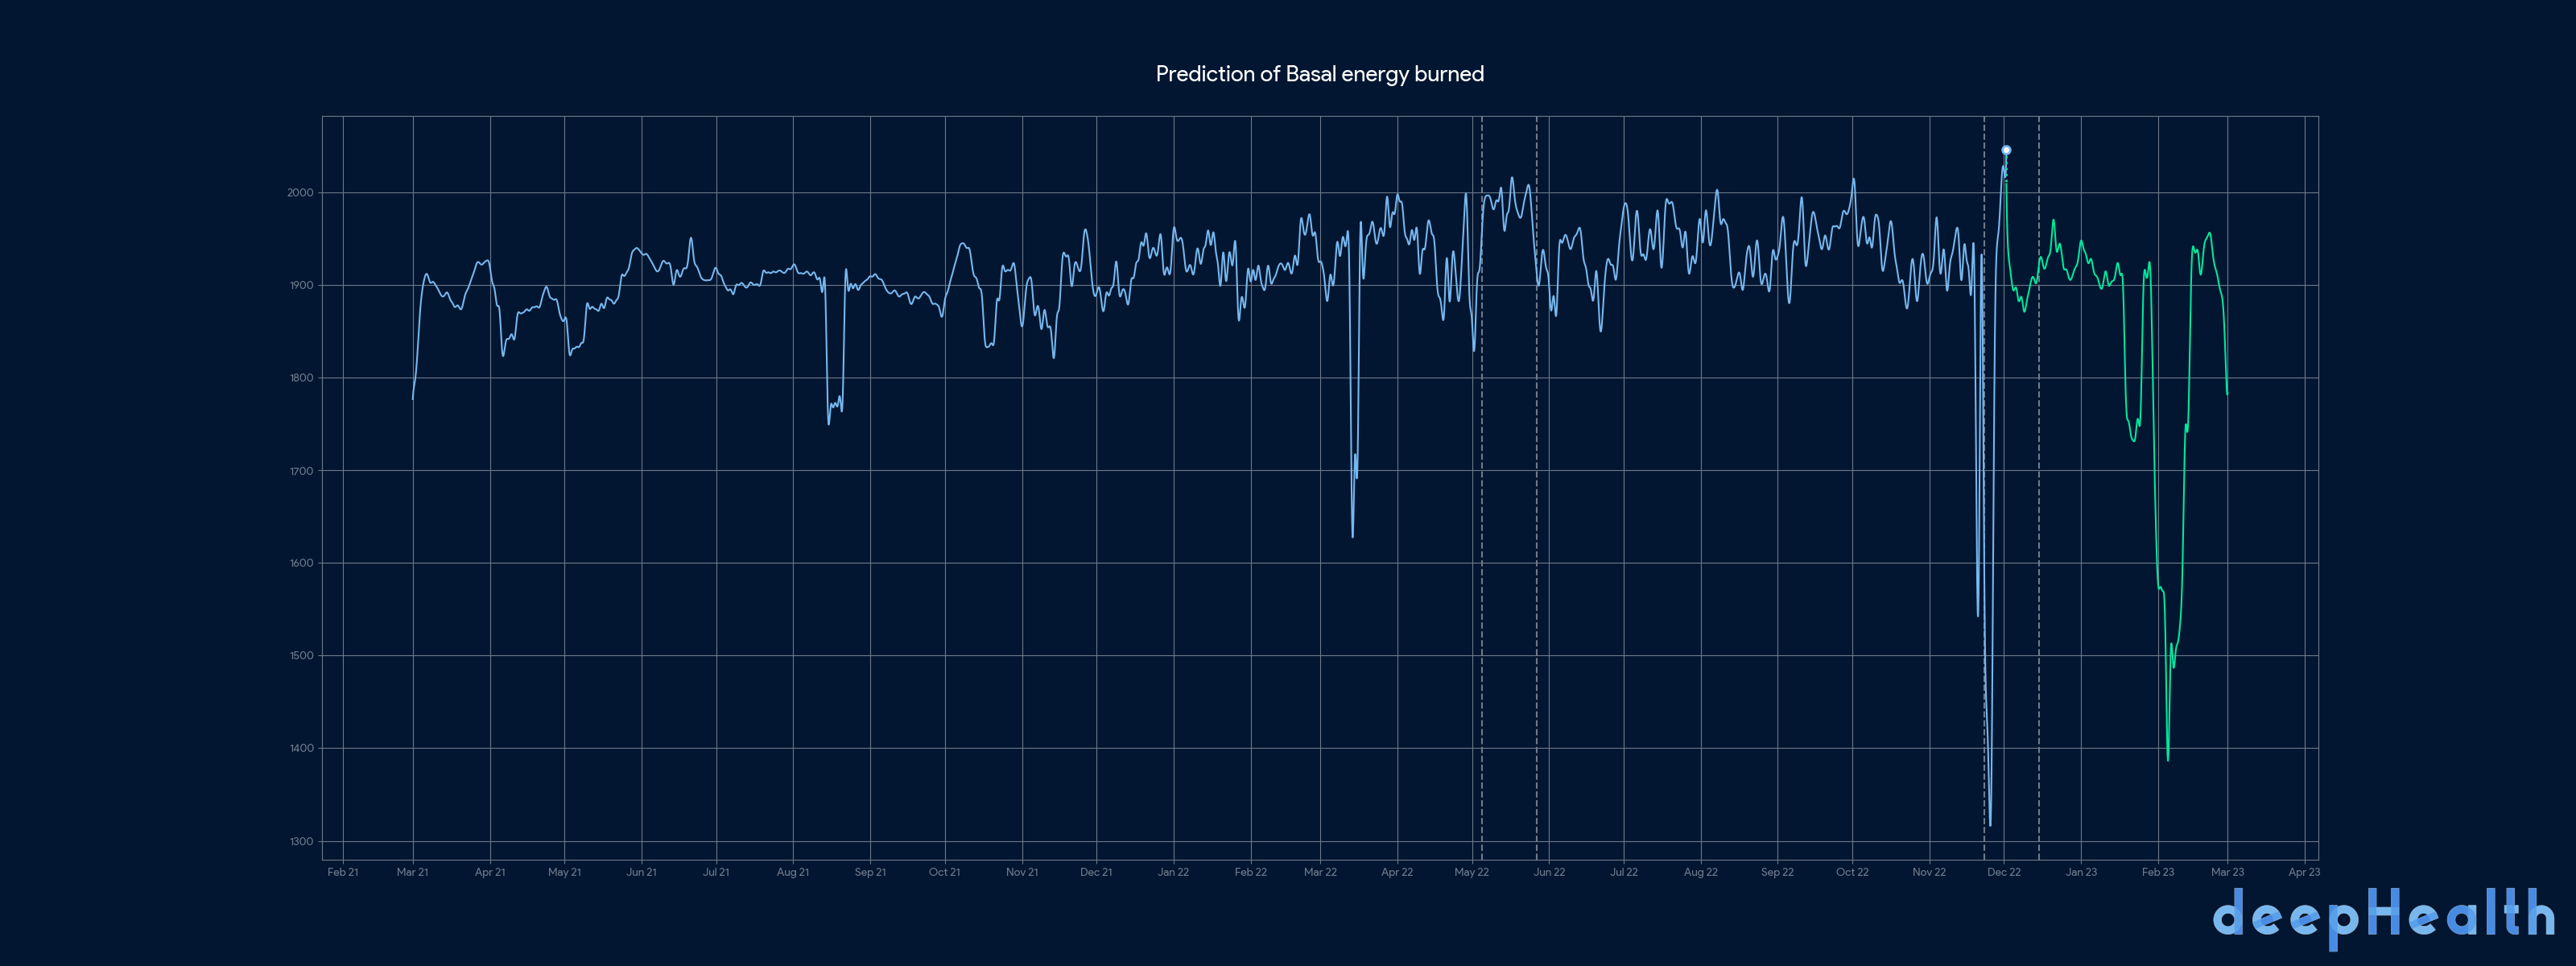 Prediction of Basal energy burned
2000
1900
1800
1700
1600
1500
1400
1300
Feb 21 Mar 21 Apr 21 May 21 Jun 21 Jul 21 Aug 21 Sep 21 Oct 21 Nov 21 Dec 21 Jan 22 Feb 22 Mar 22 Apr 22 May 22 Jun 22 Jul 22 Aug 22 Sep 22 Oct 22 Nov 22 Dec 22 Jan 23 Feb 23 Mar 23 Apr 23
deepHealth